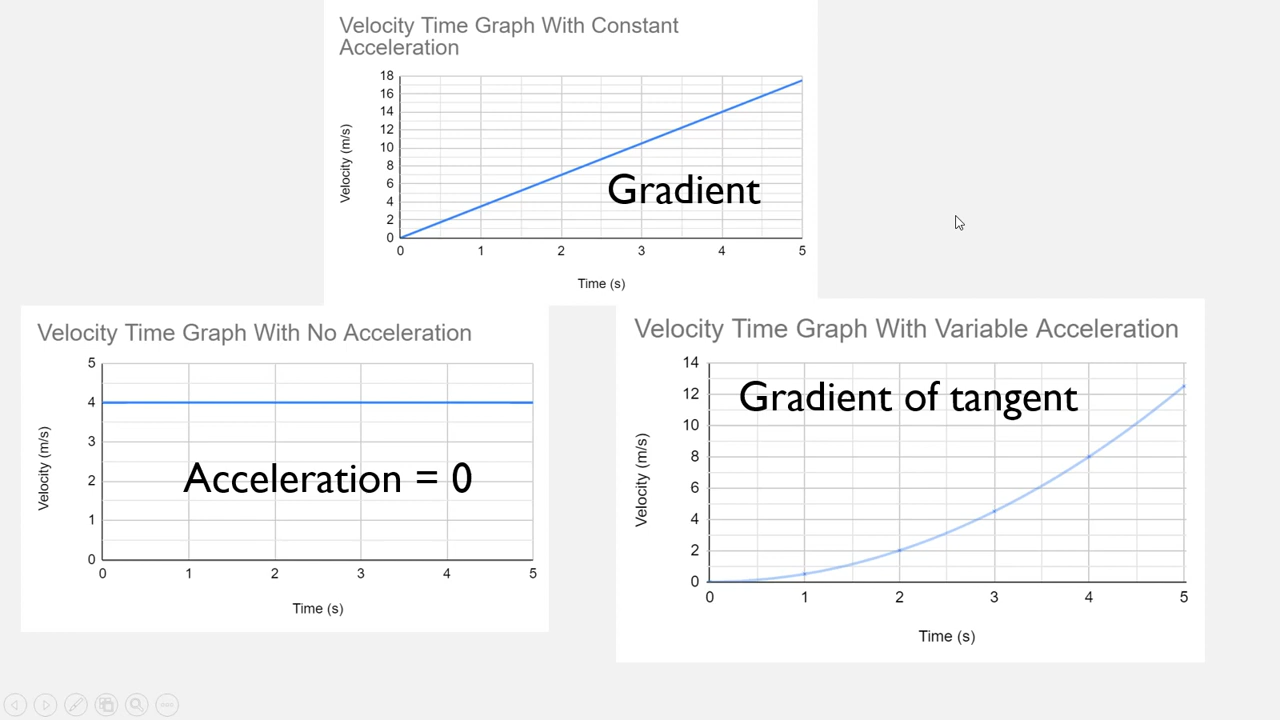 Velocity Time Graph With Constant
Acceleration
18
16
14
12
10
8
6
4
2
0
Velocity (m/s)
Gradient
0 1 2 3 4 5
Time (s)
Velocity Time Graph With No Acceleration
5
4
3
2
1
0
Velocity (m/s)
Acceleration = 0
0 1 2 3 4 5
Time (s)
Velocity Time Graph With Variable Acceleration
14
12
10
8
6
4
2
0
Velocity (m/s)
Gradient of tangent
0 1 2 3 4 5
Time (s)